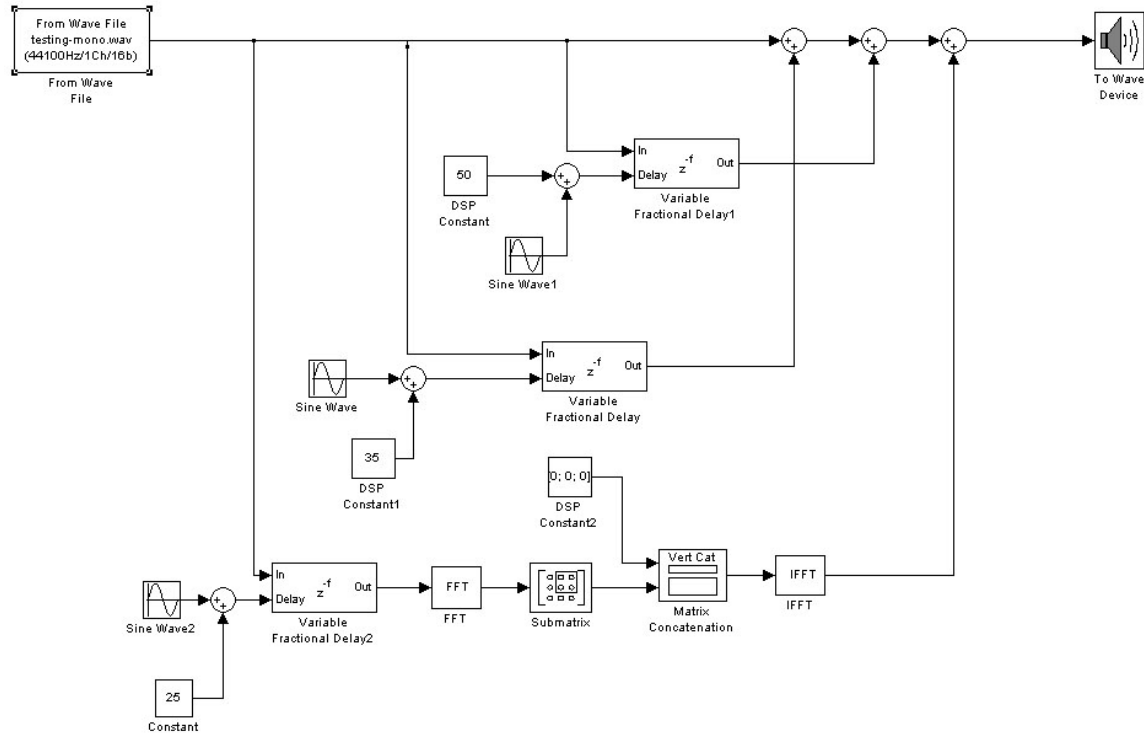 From Wave File
testing-mono.wav
(44100Hz/1Ch/16b)
From Wave
File
To Wave
Device
In
Delay
z
-f
Out
Variable
Fractional Delay1
50
DSP
Constant
Sine Wave1
In
Delay
z
-f
Out
Variable
Fractional Delay
Sine Wave
35
DSP
Constant1
[0; 0; 0]
DSP
Constant2
In
Delay
z
-f
Out
Variable
Fractional Delay2
FFT
FFT
Submatrix
Vert Cat
Matrix
Concatenation
IFFT
IFFT
Sine Wave2
25
Constant